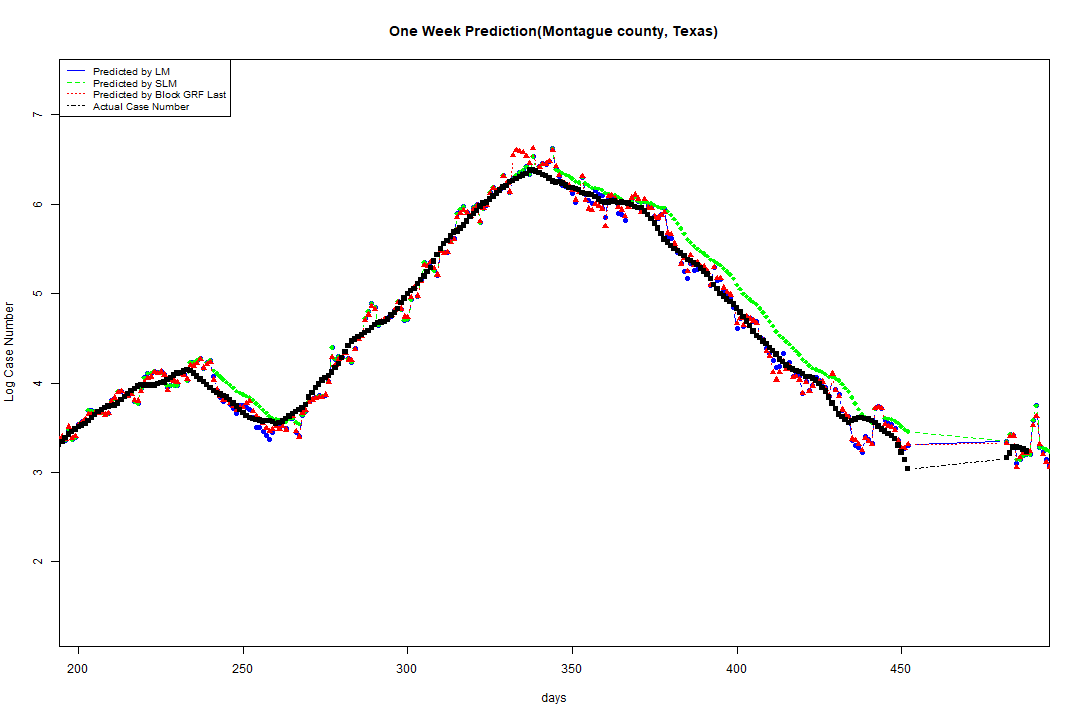 One Week Prediction(Montague county, Texas)
Predicted by LM
Predicted by SLM
Predicted by Block GRF Last
Actual Case Number
7
6
5
4
3
2
Log Case Number
200 250 300 350 400 450
days